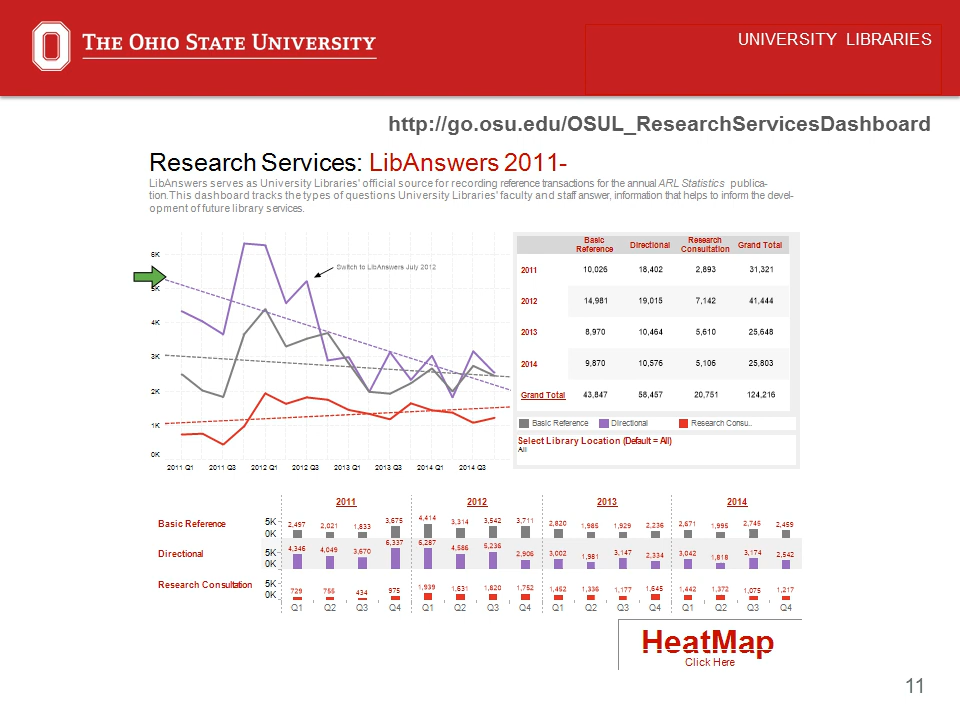 THE OHIO STATE UNIVERSITY
UNIVERSITY LIBRARIES
http://go.osu.edu/OSUL_ResearchServicesDashboard
Research Services: LibAnswers 2011-
LibAnswers serves as University Libraries' official source for recording reference transactions for the annual ARL Statistics publica-
tion.This dashboard tracks the types of questions University Libraries' faculty and staff answer, information that helps to inform the devel-
opment of future library services.
6K
5K
4K
3K
2K
1K
0K
Switch to LibAnswers July 2012
2011 Q1 2011 Q3 2012 Q1 2012 Q3 2013 Q1 2013 Q3 2014 Q1 2014 Q3
Basic Reference Directional Research Consultation Grand Total
2011 10,026 18,402 2,893 31,321
2012 14,981 19,015 7,142 41,444
2013 8,970 10,464 5,610 25,648
2014 9,870 10,576 5,106 25,803
Grand Total 43,847 58,457 20,751 124,216
Basic Reference Directional Research Consu..
Select Library Location (Default = All)
All
2011 2012 2013 2014
Basic Reference 5K 0K 2,497 2,021 1,833 3,675 4,414 3,314 3,542 3,711 2,820 1,985 1,929 2,236 2,671 1,995 2,745 2,459
Directional 5K 0K 4,346 4,049 3,670 6,337 6,287 4,586 5,236 2,906 3,002 1,981 3,147 2,334 3,042 1,818 3,174 2,542
Research Consultation 5K 0K 729 755 434 975 1,939 1,631 1,820 1,752 1,452 1,336 1,177 1,645 1,442 1,372 1,075 1,217
Q1 Q2 Q3 Q4 Q1 Q2 Q3 Q4 Q1 Q2 Q3 Q4 Q1 Q2 Q3 Q4
HeatMap
Click Here
11